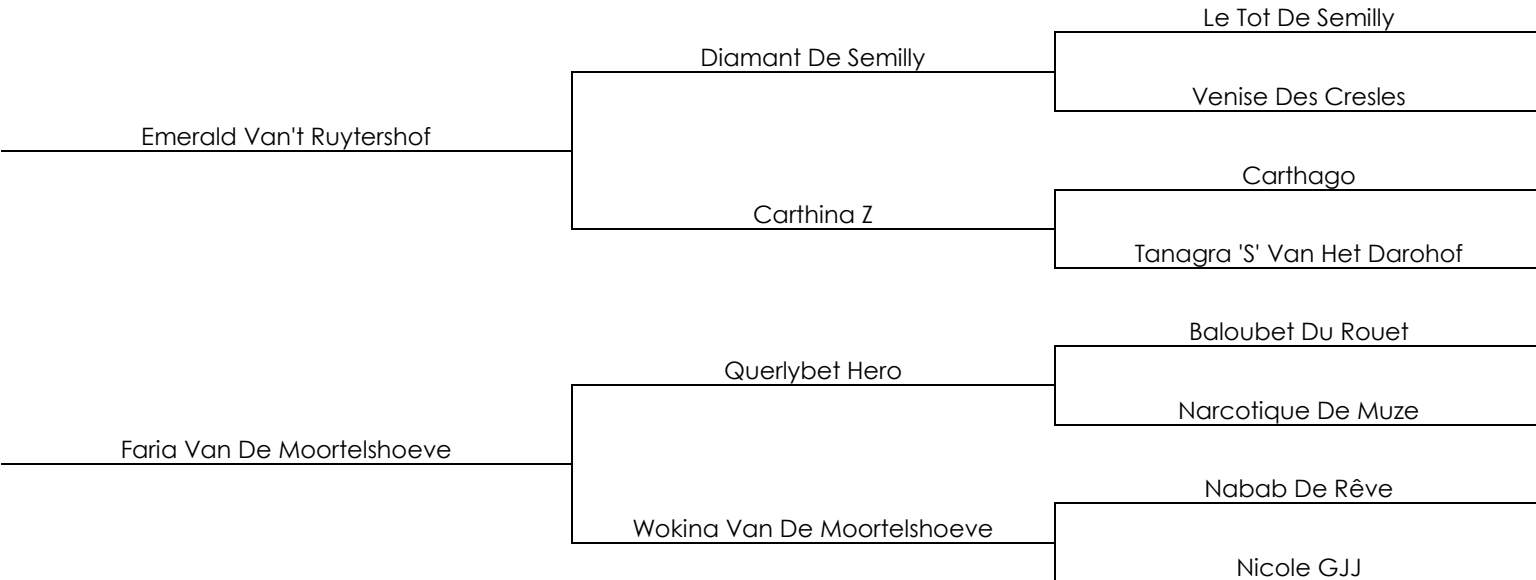 Le Tot De Semilly
Diamant De Semilly
Venise Des Cresles
Emerald Van't Ruytershof
Carthago
Carthina Z
Tanagra 'S' Van Het Darohof
Baloubet Du Rouet
Querlybet Hero
Narcotique De Muze
Faria Van De Moortelshoeve
Nabab De Rêve
Wokina Van De Moortelshoeve
Nicole GJJ